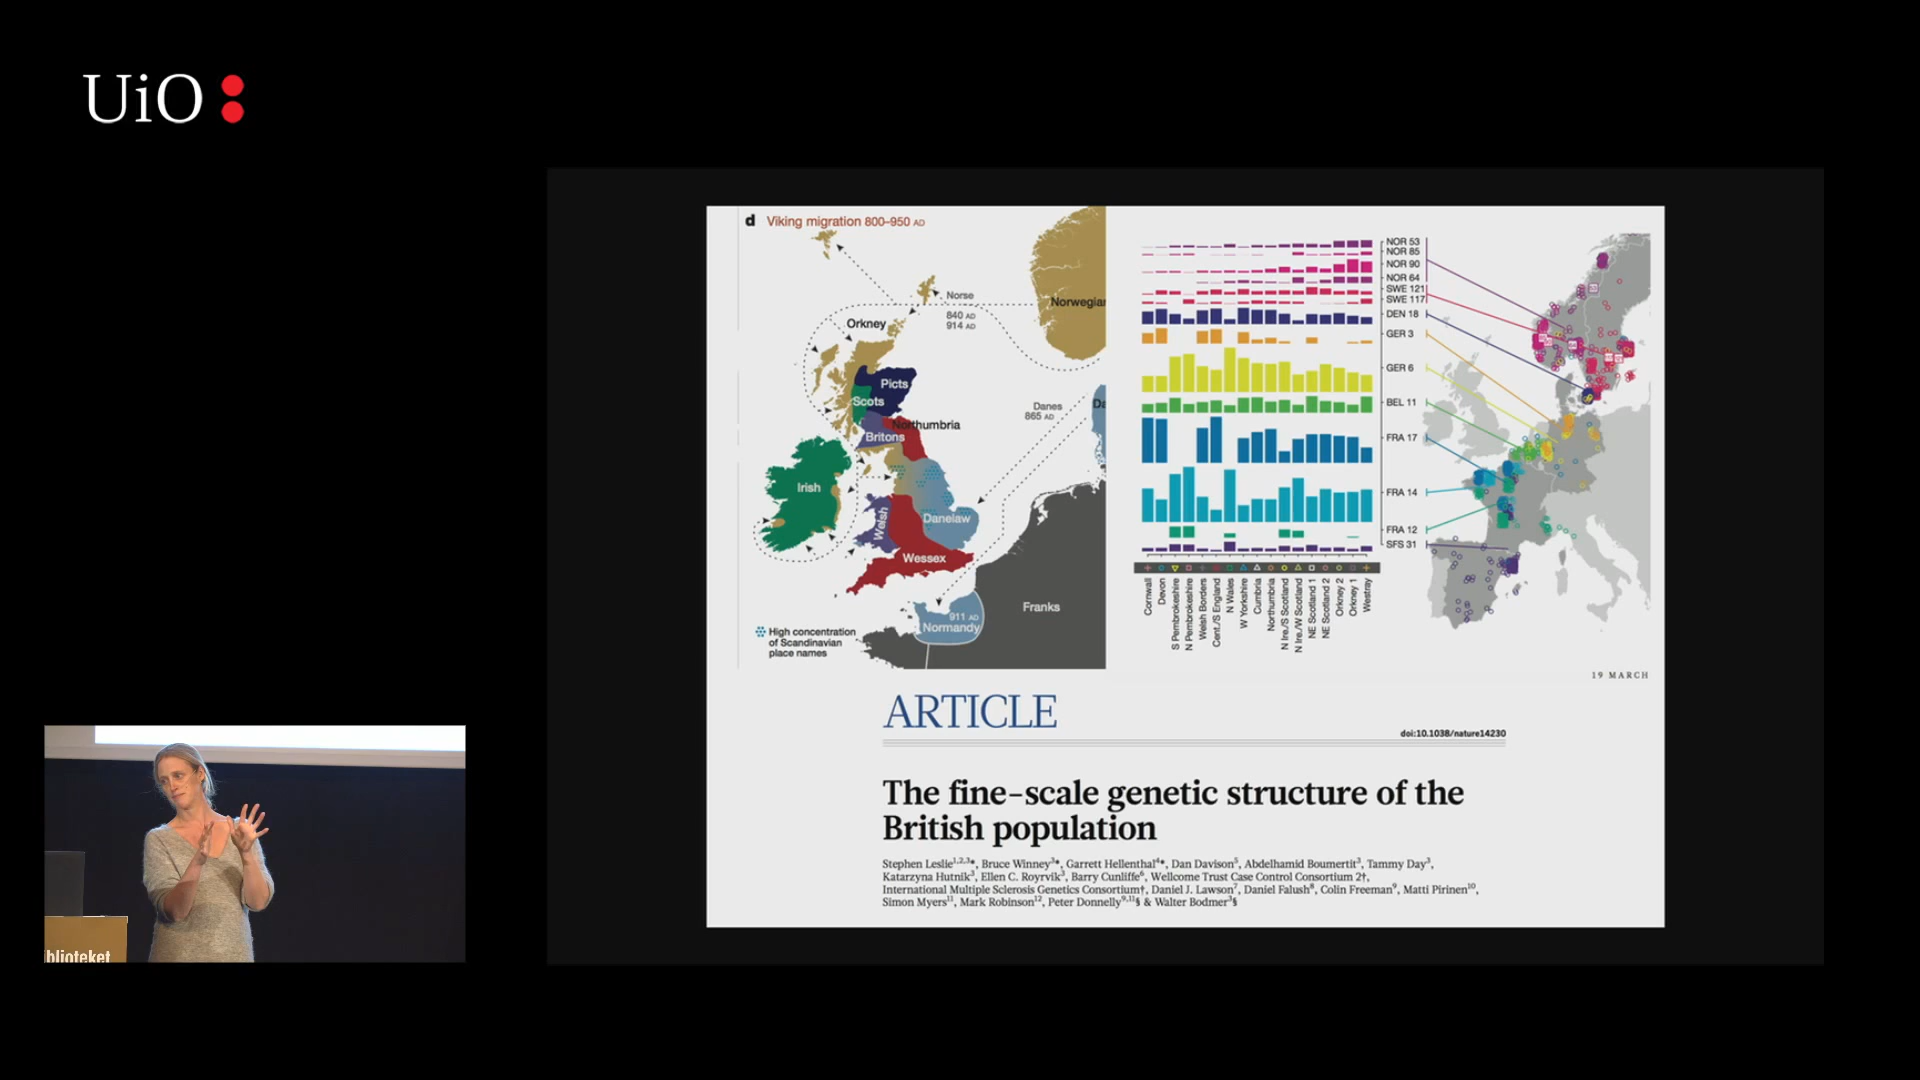 UiO
d Viking migration 800–950 AD
Norse
840 AD
914 AD
Norwegian
Orkney
Picts
Scots
Northumbria
Britons
Danes
865 AD
Da
Irish
Welsh
Danelaw
Wessex
Franks
911 AD
Normandy
High concentration
of Scandinavian
place names
NOR 53
NOR 85
NOR 90
NOR 64
SWE 121
SWE 117
DEN 18
GER 3
GER 6
BEL 11
FRA 17
FRA 14
FRA 12
SFS 31
Cornwall
Devon
S Pembrokeshire
N Pembrokeshire
Welsh Borders
Cent./S England
N Wales
W Yorkshire
Cumbria
Northumbria
N Ire./S Scotland
N Ire./W Scotland
NE Scotland 1
NE Scotland 2
Orkney 2
Orkney 1
Westray
19 MARCH
ARTICLE
doi:10.1038/nature14230
The fine-scale genetic structure of the
British population
Stephen Leslie1,2,3*, Bruce Winney3*, Garrett Hellenthal4*, Dan Davison5, Abdelhamid Boumertit3, Tammy Day3,
Katarzyna Hutnik3, Ellen C. Royrvik3, Barry Cunliffe6, Wellcome Trust Case Control Consortium 2†,
International Multiple Sclerosis Genetics Consortium†, Daniel J. Lawson7, Daniel Falush8, Colin Freeman9, Matti Pirinen10,
Simon Myers11, Mark Robinson12, Peter Donnelly9,11§ & Walter Bodmer3§
blioteket